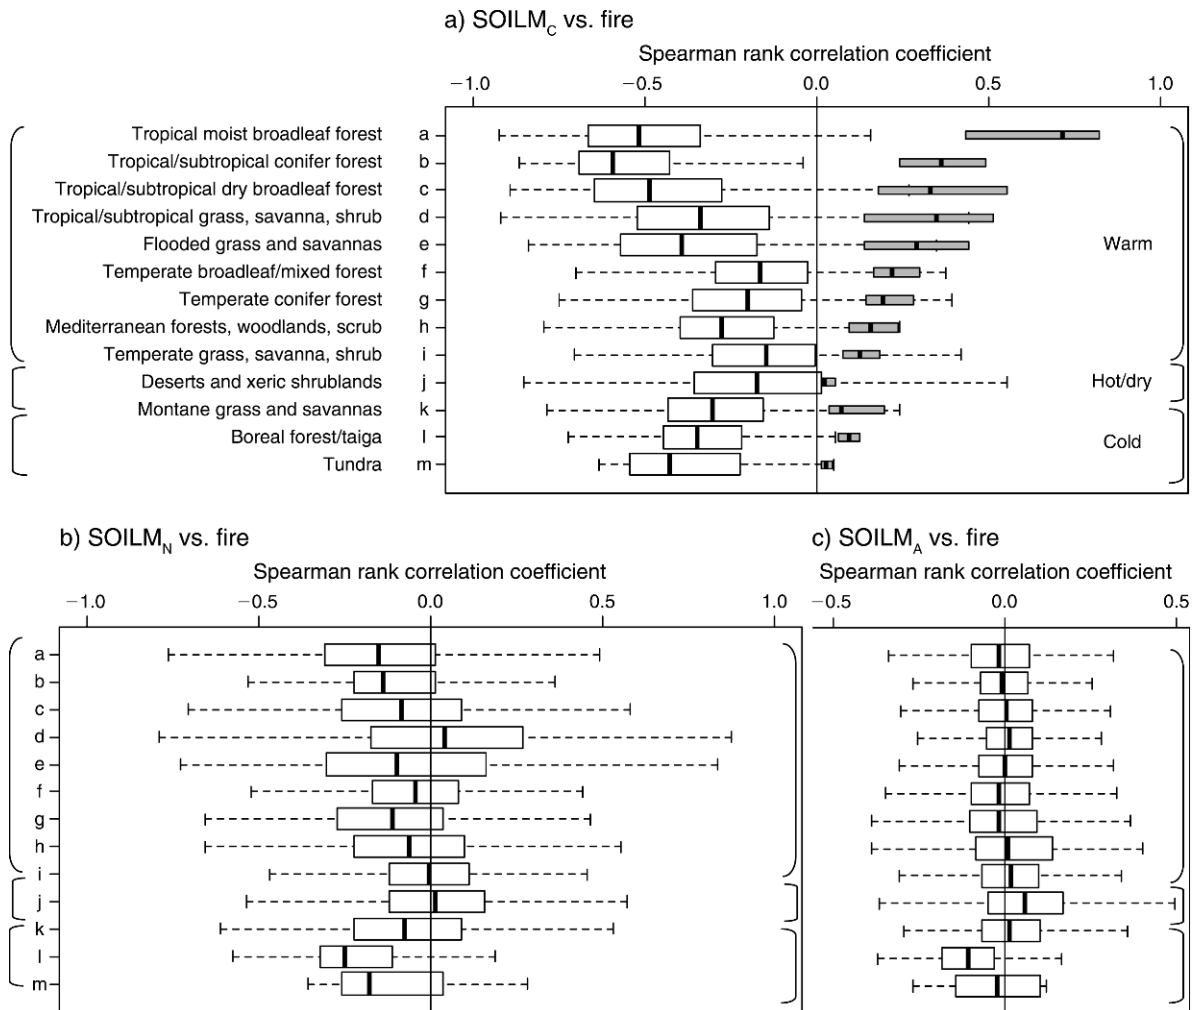 a) SOILMC vs. fire
Spearman rank correlation coefficient
−1.0 −0.5 0.0 0.5 1.0
Tropical moist broadleaf forest a
Tropical/subtropical conifer forest b
Tropical/subtropical dry broadleaf forest c
Tropical/subtropical grass, savanna, shrub d
Flooded grass and savannas e Warm
Temperate broadleaf/mixed forest f
Temperate conifer forest g
Mediterranean forests, woodlands, scrub h
Temperate grass, savanna, shrub i
Deserts and xeric shrublands j Hot/dry
Montane grass and savannas k
Boreal forest/taiga l Cold
Tundra m
b) SOILMN vs. fire
Spearman rank correlation coefficient
−1.0 −0.5 0.0 0.5 1.0
a
b
c
d
e
f
g
h
i
j
k
l
m
c) SOILMA vs. fire
Spearman rank correlation coefficient
−0.5 0.0 0.5